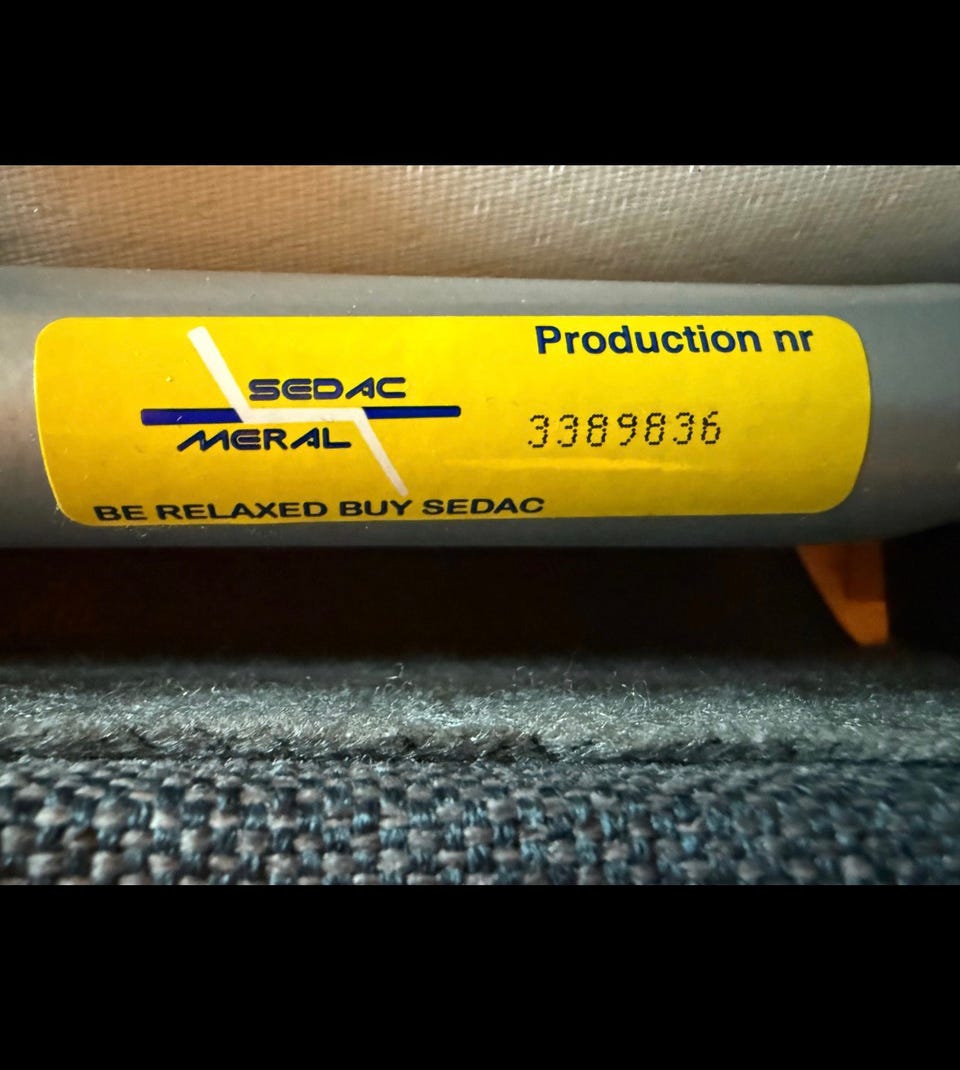 SEDAC
MERAL
BE RELAXED BUY SEDAC
Production nr
3389836